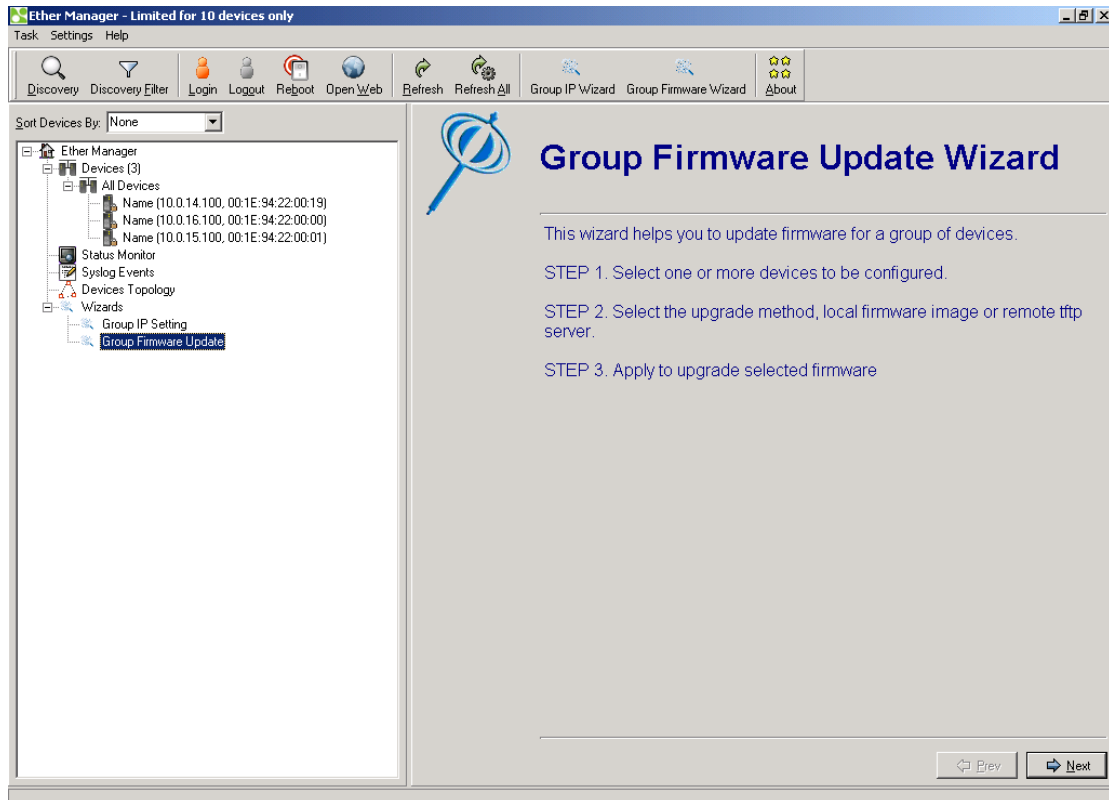 Ether Manager - Limited for 10 devices only
Task Settings Help
Discovery Discovery Filter Login Logout Reboot Open Web Refresh Refresh All Group IP Wizard Group Firmware Wizard About
Sort Devices By: None
Ether Manager
Devices (3)
All Devices
Name (10.0.14.100, 00:1E:94:22:00:19)
Name (10.0.16.100, 00:1E:94:22:00:00)
Name (10.0.15.100, 00:1E:94:22:00:01)
Status Monitor
Syslog Events
Devices Topology
Wizards
Group IP Setting
Group Firmware Update
Group Firmware Update Wizard
This wizard helps you to update firmware for a group of devices.
STEP 1. Select one or more devices to be configured.
STEP 2. Select the upgrade method, local firmware image or remote tftp
server.
STEP 3. Apply to upgrade selected firmware
Prev Next